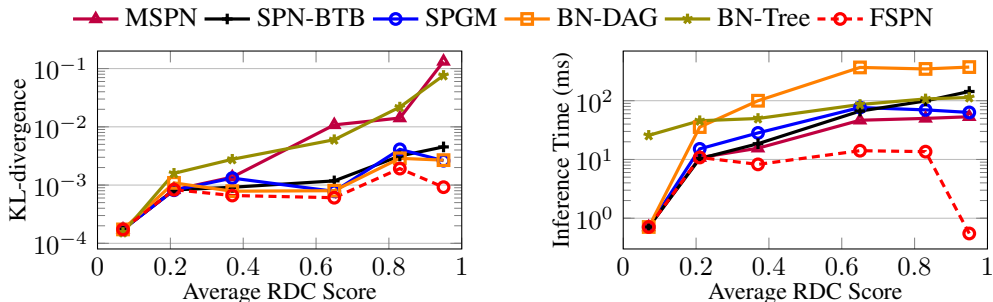 MSPN SPN-BTB SPGM BN-DAG BN-Tree FSPN
KL-divergence
10^{-1}
10^{-2}
10^{-3}
10^{-4}
0 0.2 0.4 0.6 0.8 1
Average RDC Score
Inference Time (ms)
10^{2}
10^{1}
10^{0}
0 0.2 0.4 0.6 0.8 1
Average RDC Score